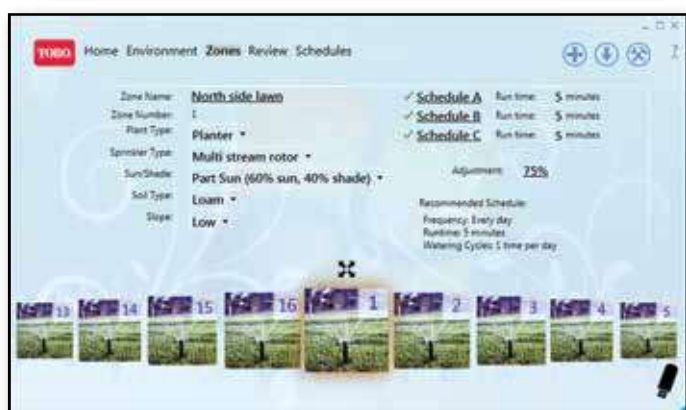 TORO Home Environment Zones Review Schedules ?
Zone Name: North side lawn
Zone Number: 1
Plant Type: Planter
Sprinkler Type: Multi stream rotor
Sun/Shade: Part Sun (60% sun, 40% shade)
Soil Type: Loam
Slope: Low
Schedule A Run time: 5 minutes
Schedule B Run time: 5 minutes
Schedule C Run time: 5 minutes
Adjustment: 75%
Recommended Schedule:
Frequency: Every day
Runtime: 5 minutes
Watering Cycles: 1 time per day
13 14 15 16 1 2 3 4 5